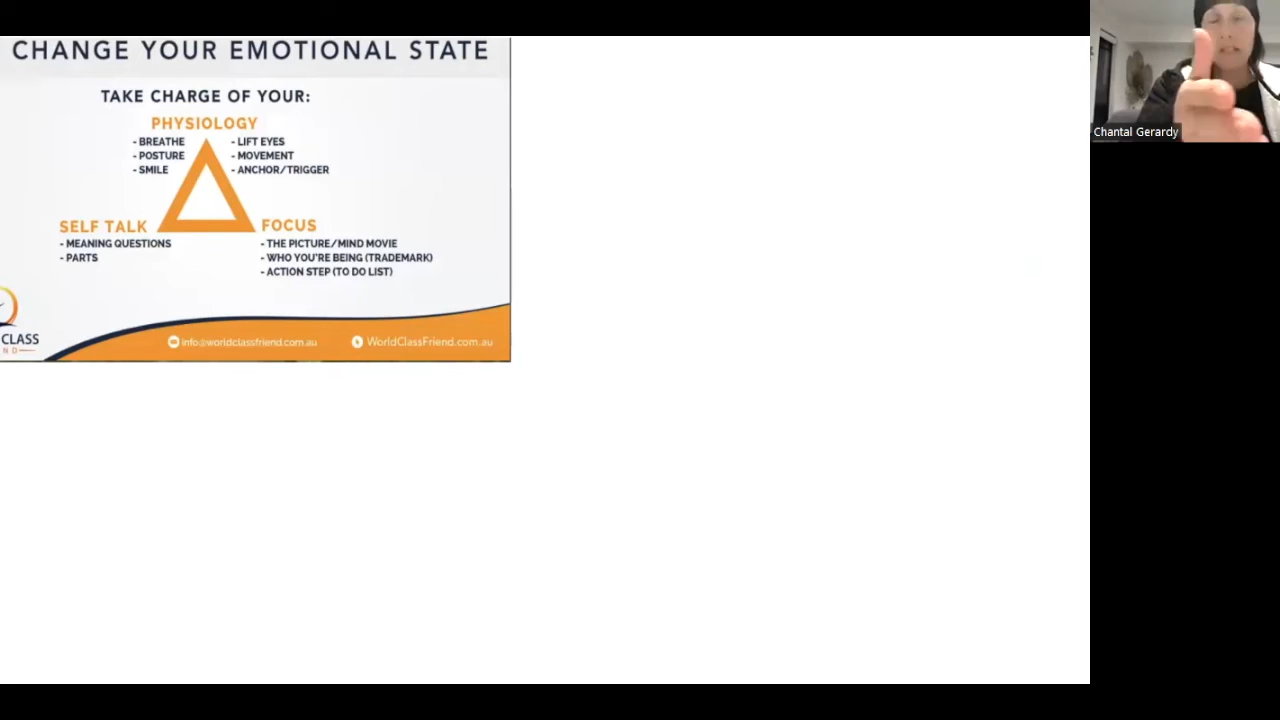 CHANGE YOUR EMOTIONAL STATE
TAKE CHARGE OF YOUR:
PHYSIOLOGY
- BREATHE
- POSTURE
- SMILE
- LIFT EYES
- MOVEMENT
- ANCHOR/TRIGGER
SELF TALK
- MEANING QUESTIONS
- PARTS
FOCUS
- THE PICTURE/MIND MOVIE
- WHO YOU'RE BEING (TRADEMARK)
- ACTION STEP (TO DO LIST)
CLASS
N D
info@worldclassfriend.com.au
WorldClassFriend.com.au
Chantal Gerardy